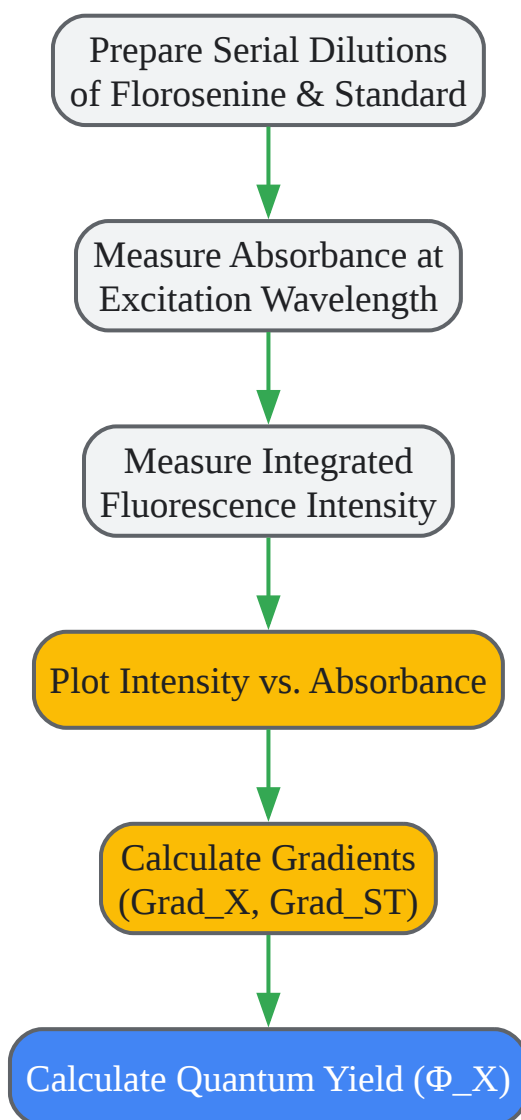 Prepare Serial Dilutions
of Florosenine & Standard
Measure Absorbance at
Excitation Wavelength
Measure Integrated
Fluorescence Intensity
Plot Intensity vs. Absorbance
Calculate Gradients
(Grad_X, Grad_ST)
Calculate Quantum Yield (Φ_X)